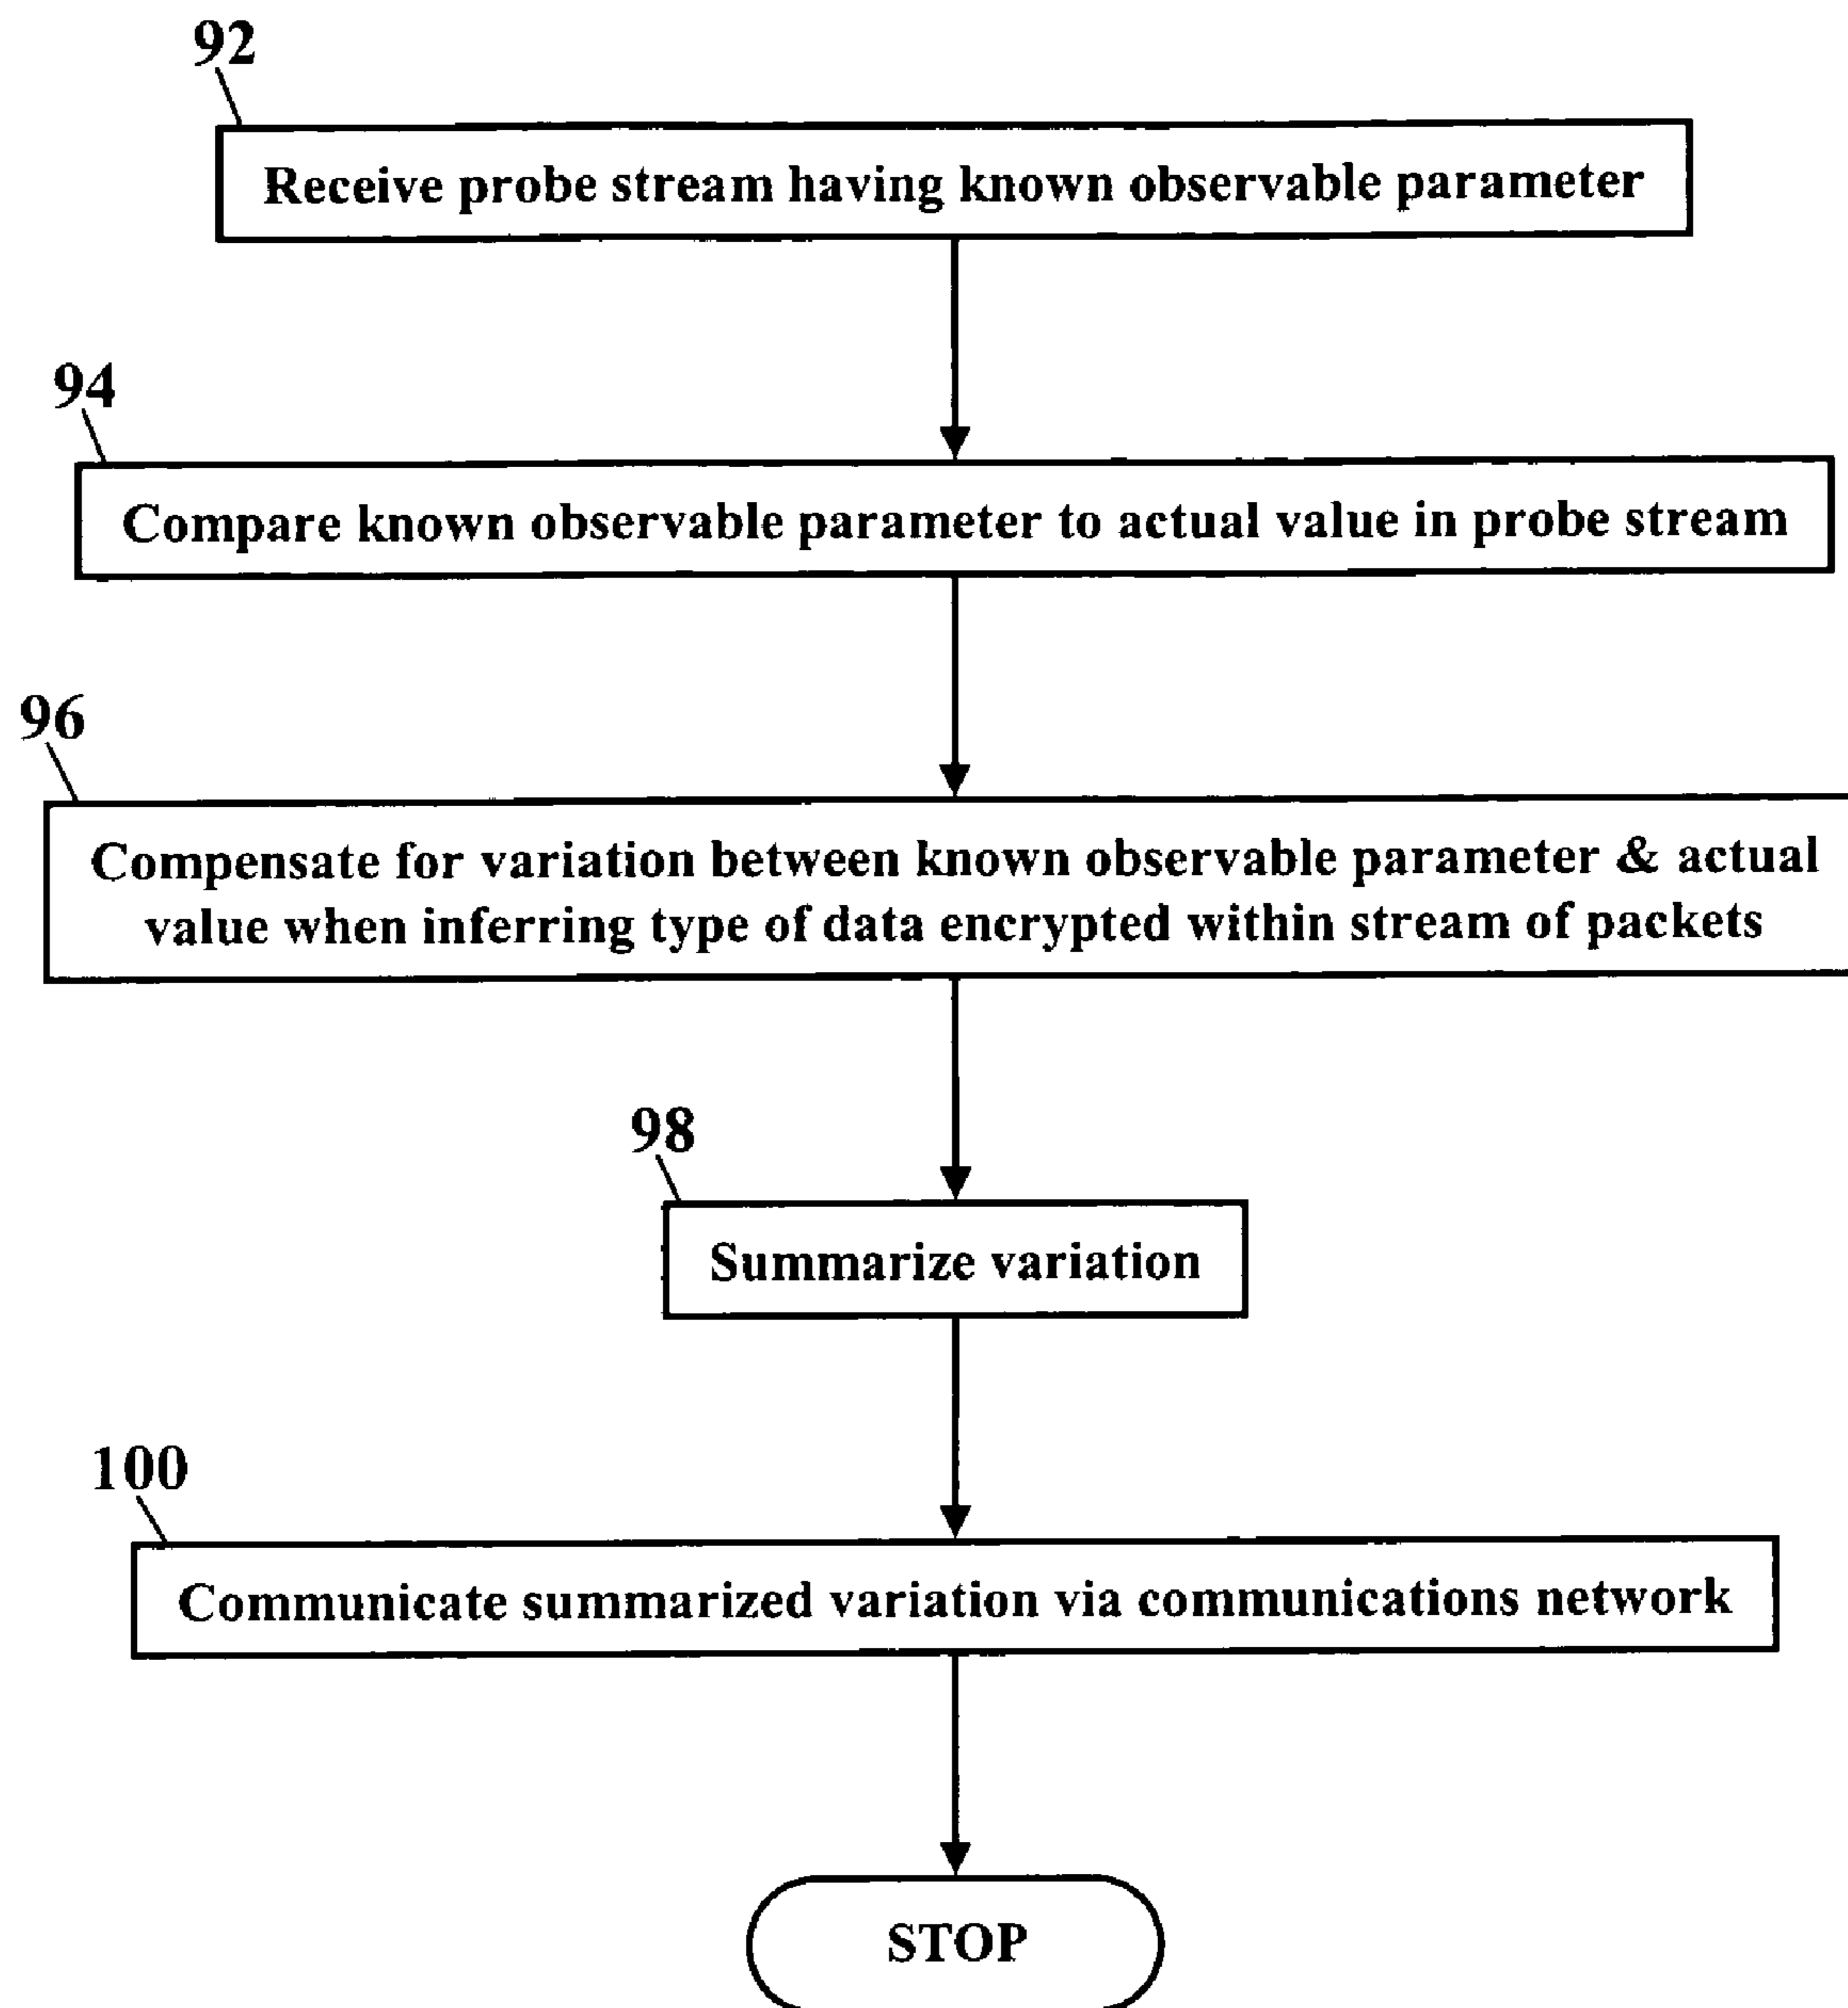 92
Receive probe stream having known observable parameter
94
Compare known observable parameter to actual value in probe stream
96
Compensate for variation between known observable parameter & actual
value when inferring type of data encrypted within stream of packets
98
Summarize variation
100
Communicate summarized variation via communications network
STOP